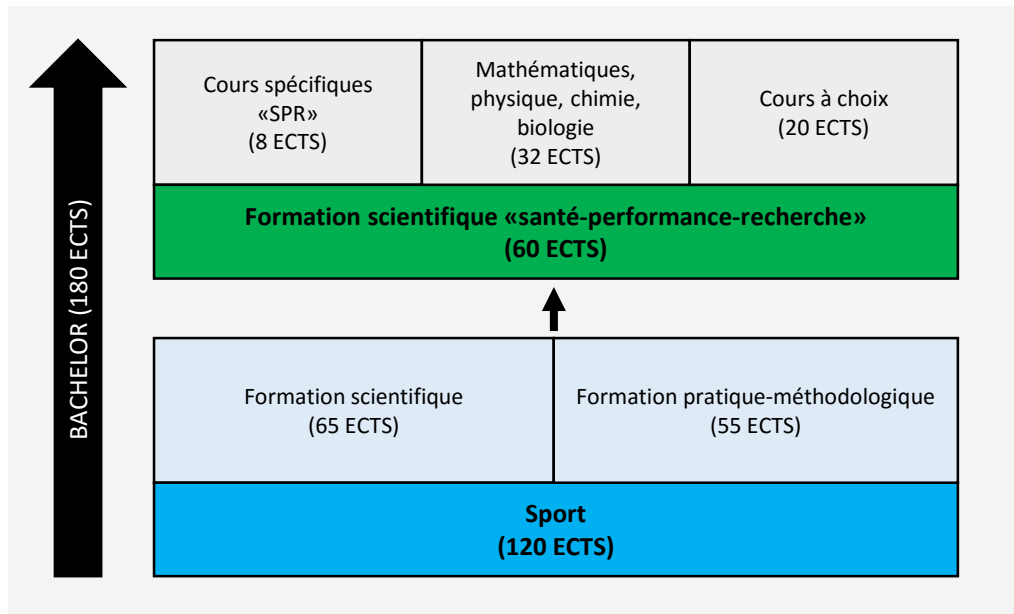 BACHELOR (180 ECTS)
Cours spécifiques
«SPR»
(8 ECTS)
Mathématiques,
physique, chimie,
biologie
(32 ECTS)
Cours à choix
(20 ECTS)
Formation scientifique «santé-performance-recherche»
(60 ECTS)
Formation scientifique
(65 ECTS)
Formation pratique-méthodologique
(55 ECTS)
Sport
(120 ECTS)